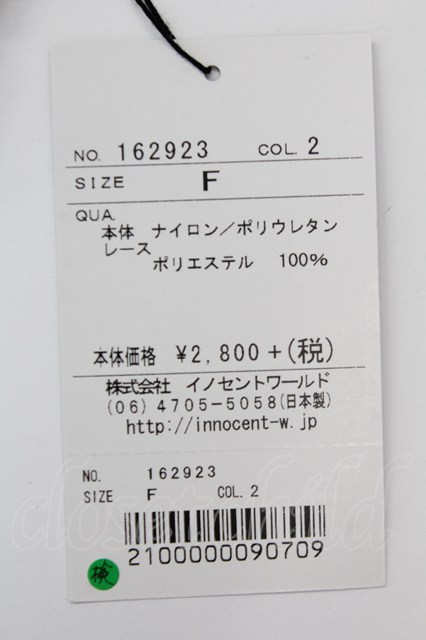 NO. 162923 COL. 2
SIZE F
QUA.
本体 ナイロン／ポリウレタン
レース
ポリエステル 100%
本体価格 ¥2,800+(税)
株式会社 イノセントワールド
(06) 4705-5058(日本製)
http://innocent-w.jp
NO. 162923
SIZE F COL. 2
2100000090709
検
closet child